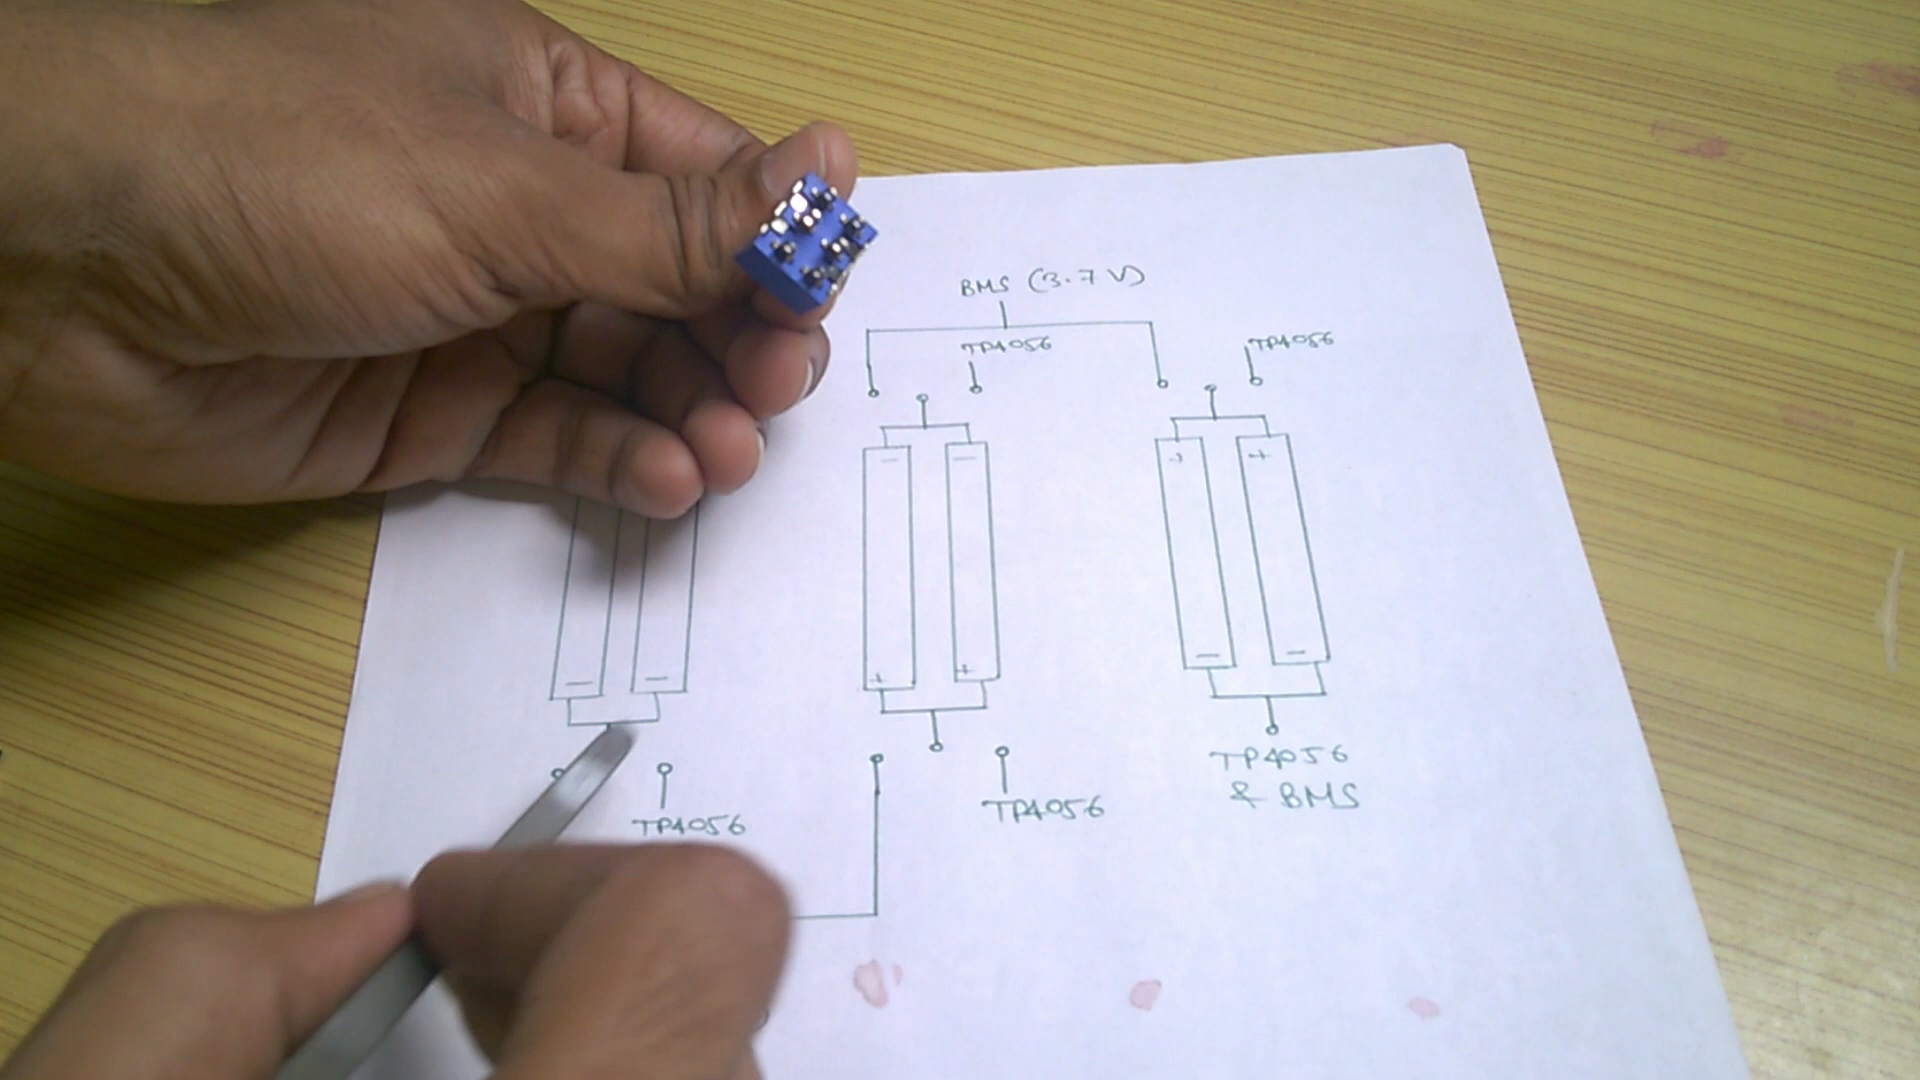 BMS (3.7 V)
TP4056
TP4056
- -
+ +
+ +
- -
- -
TP4056
TP4056
TP4056
& BMS